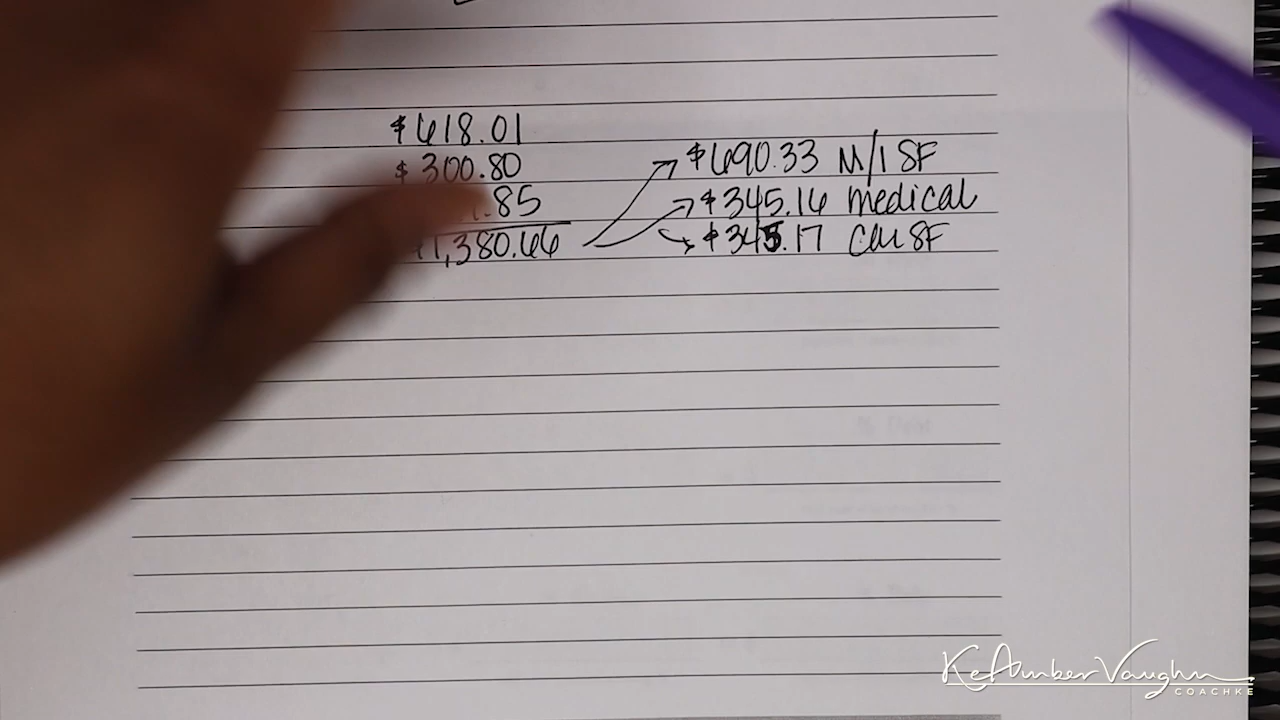 $618.01
$300.80
.85
$1,380.66
$690.33 M/I SF
$345.16 medical
$345.17 Car SF
KeAmber Vaughn
COACHKE